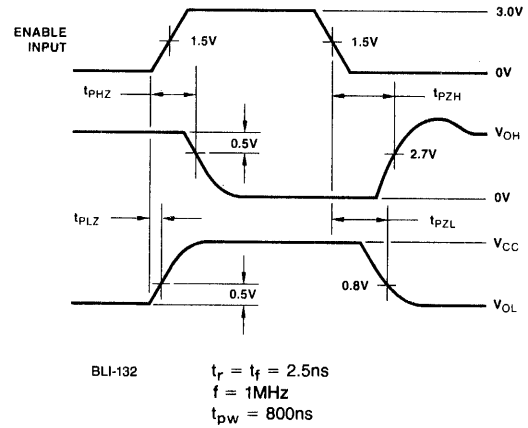 3.0V
ENABLE
INPUT
1.5V
1.5V
0V
tPHZ
tPZH
0.5V
VOH
2.7V
0V
tPLZ
tPZL
VCC
0.5V
0.8V
VOL
BLI-132
tr = tf = 2.5ns
f = 1MHz
tpw = 800ns